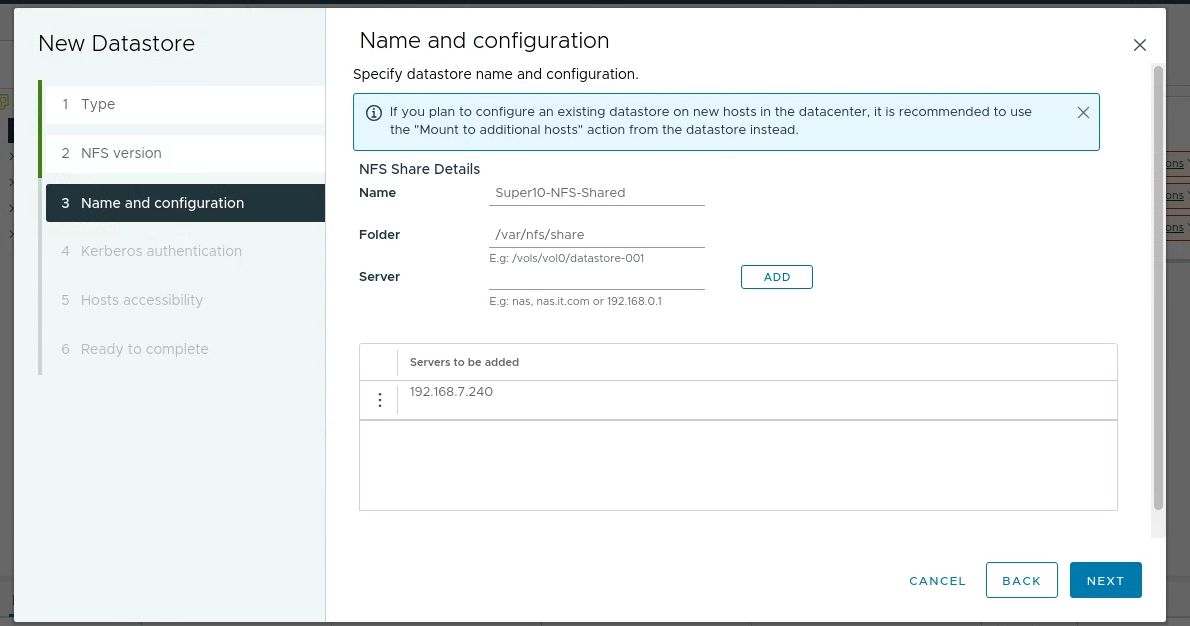 New Datastore
1 Type
2 NFS version
3 Name and configuration
4 Kerberos authentication
5 Hosts accessibility
6 Ready to complete
Name and configuration
Specify datastore name and configuration.
If you plan to configure an existing datastore on new hosts in the datacenter, it is recommended to use
the "Mount to additional hosts" action from the datastore instead.
NFS Share Details
Name Super10-NFS-Shared
Folder /var/nfs/share
E.g: /vols/vol0/datastore-001
Server ADD
E.g: nas, nas.it.com or 192.168.0.1
Servers to be added
192.168.7.240
CANCEL BACK NEXT
ons
ons
ons